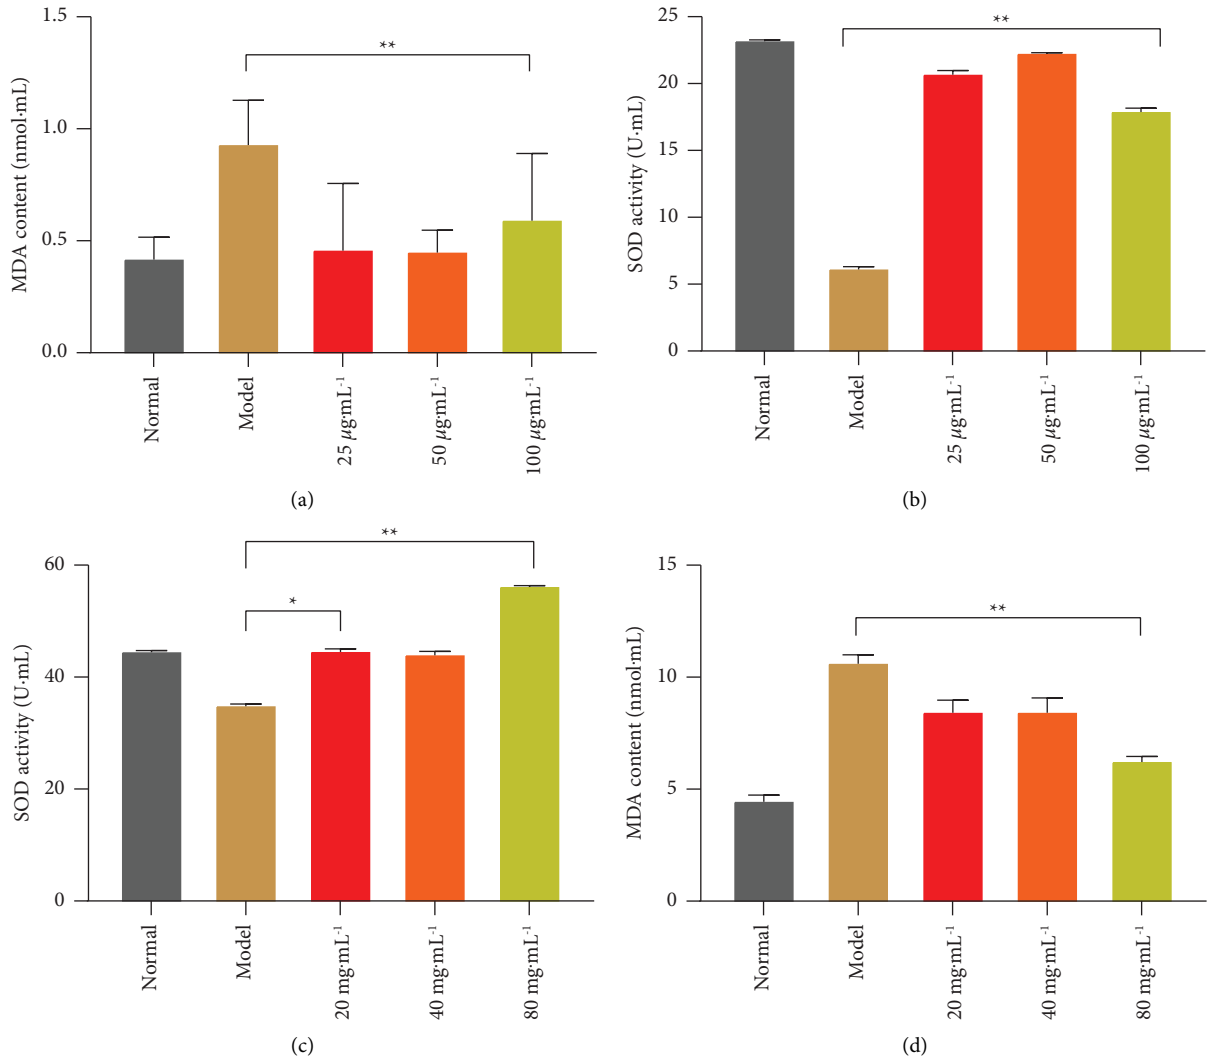 MDA content (nmol·mL)
1.5
1.0
0.5
0.0
**
Normal
Model
25 µg·mL-1
50 µg·mL-1
100 µg·mL-1
(a)
SOD activity (U·mL)
25
20
15
10
5
0
**
Normal
Model
25 µg·mL-1
50 µg·mL-1
100 µg·mL-1
(b)
SOD activity (U·mL)
60
40
20
0
**
*
Normal
Model
20 mg·mL-1
40 mg·mL-1
80 mg·mL-1
(c)
MDA content (nmol·mL)
15
10
5
0
**
Normal
Model
20 mg·mL-1
40 mg·mL-1
80 mg·mL-1
(d)